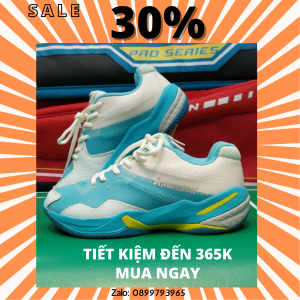 SALE
30%
PRO SERIES
TIẾT KIỆM ĐẾN 365K
MUA NGAY
Zalo: 0899793965